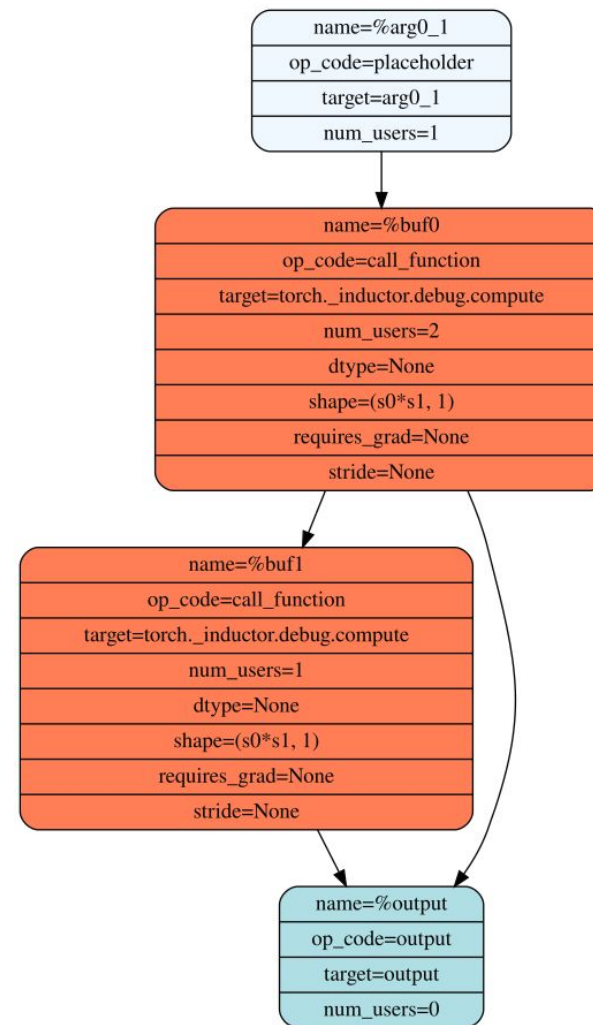 name=%arg0_1
op_code=placeholder
target=arg0_1
num_users=1
name=%buf0
op_code=call_function
target=torch._inductor.debug.compute
num_users=2
dtype=None
shape=(s0*s1, 1)
requires_grad=None
stride=None
name=%buf1
op_code=call_function
target=torch._inductor.debug.compute
num_users=1
dtype=None
shape=(s0*s1, 1)
requires_grad=None
stride=None
name=%output
op_code=output
target=output
num_users=0